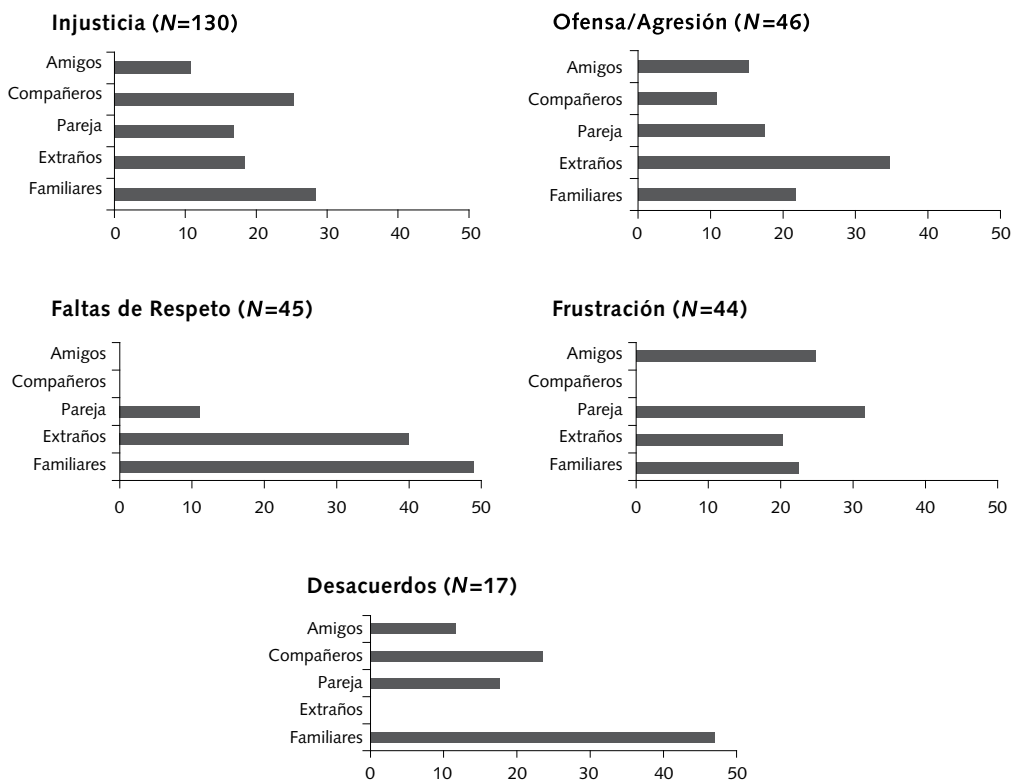 Injusticia (N=130)
Amigos
Compañeros
Pareja
Extraños
Familiares
0 10 20 30 40 50
Ofensa/Agresión (N=46)
Amigos
Compañeros
Pareja
Extraños
Familiares
0 10 20 30 40 50
Faltas de Respeto (N=45)
Amigos
Compañeros
Pareja
Extraños
Familiares
0 10 20 30 40 50
Frustración (N=44)
Amigos
Compañeros
Pareja
Extraños
Familiares
0 10 20 30 40 50
Desacuerdos (N=17)
Amigos
Compañeros
Pareja
Extraños
Familiares
0 10 20 30 40 50